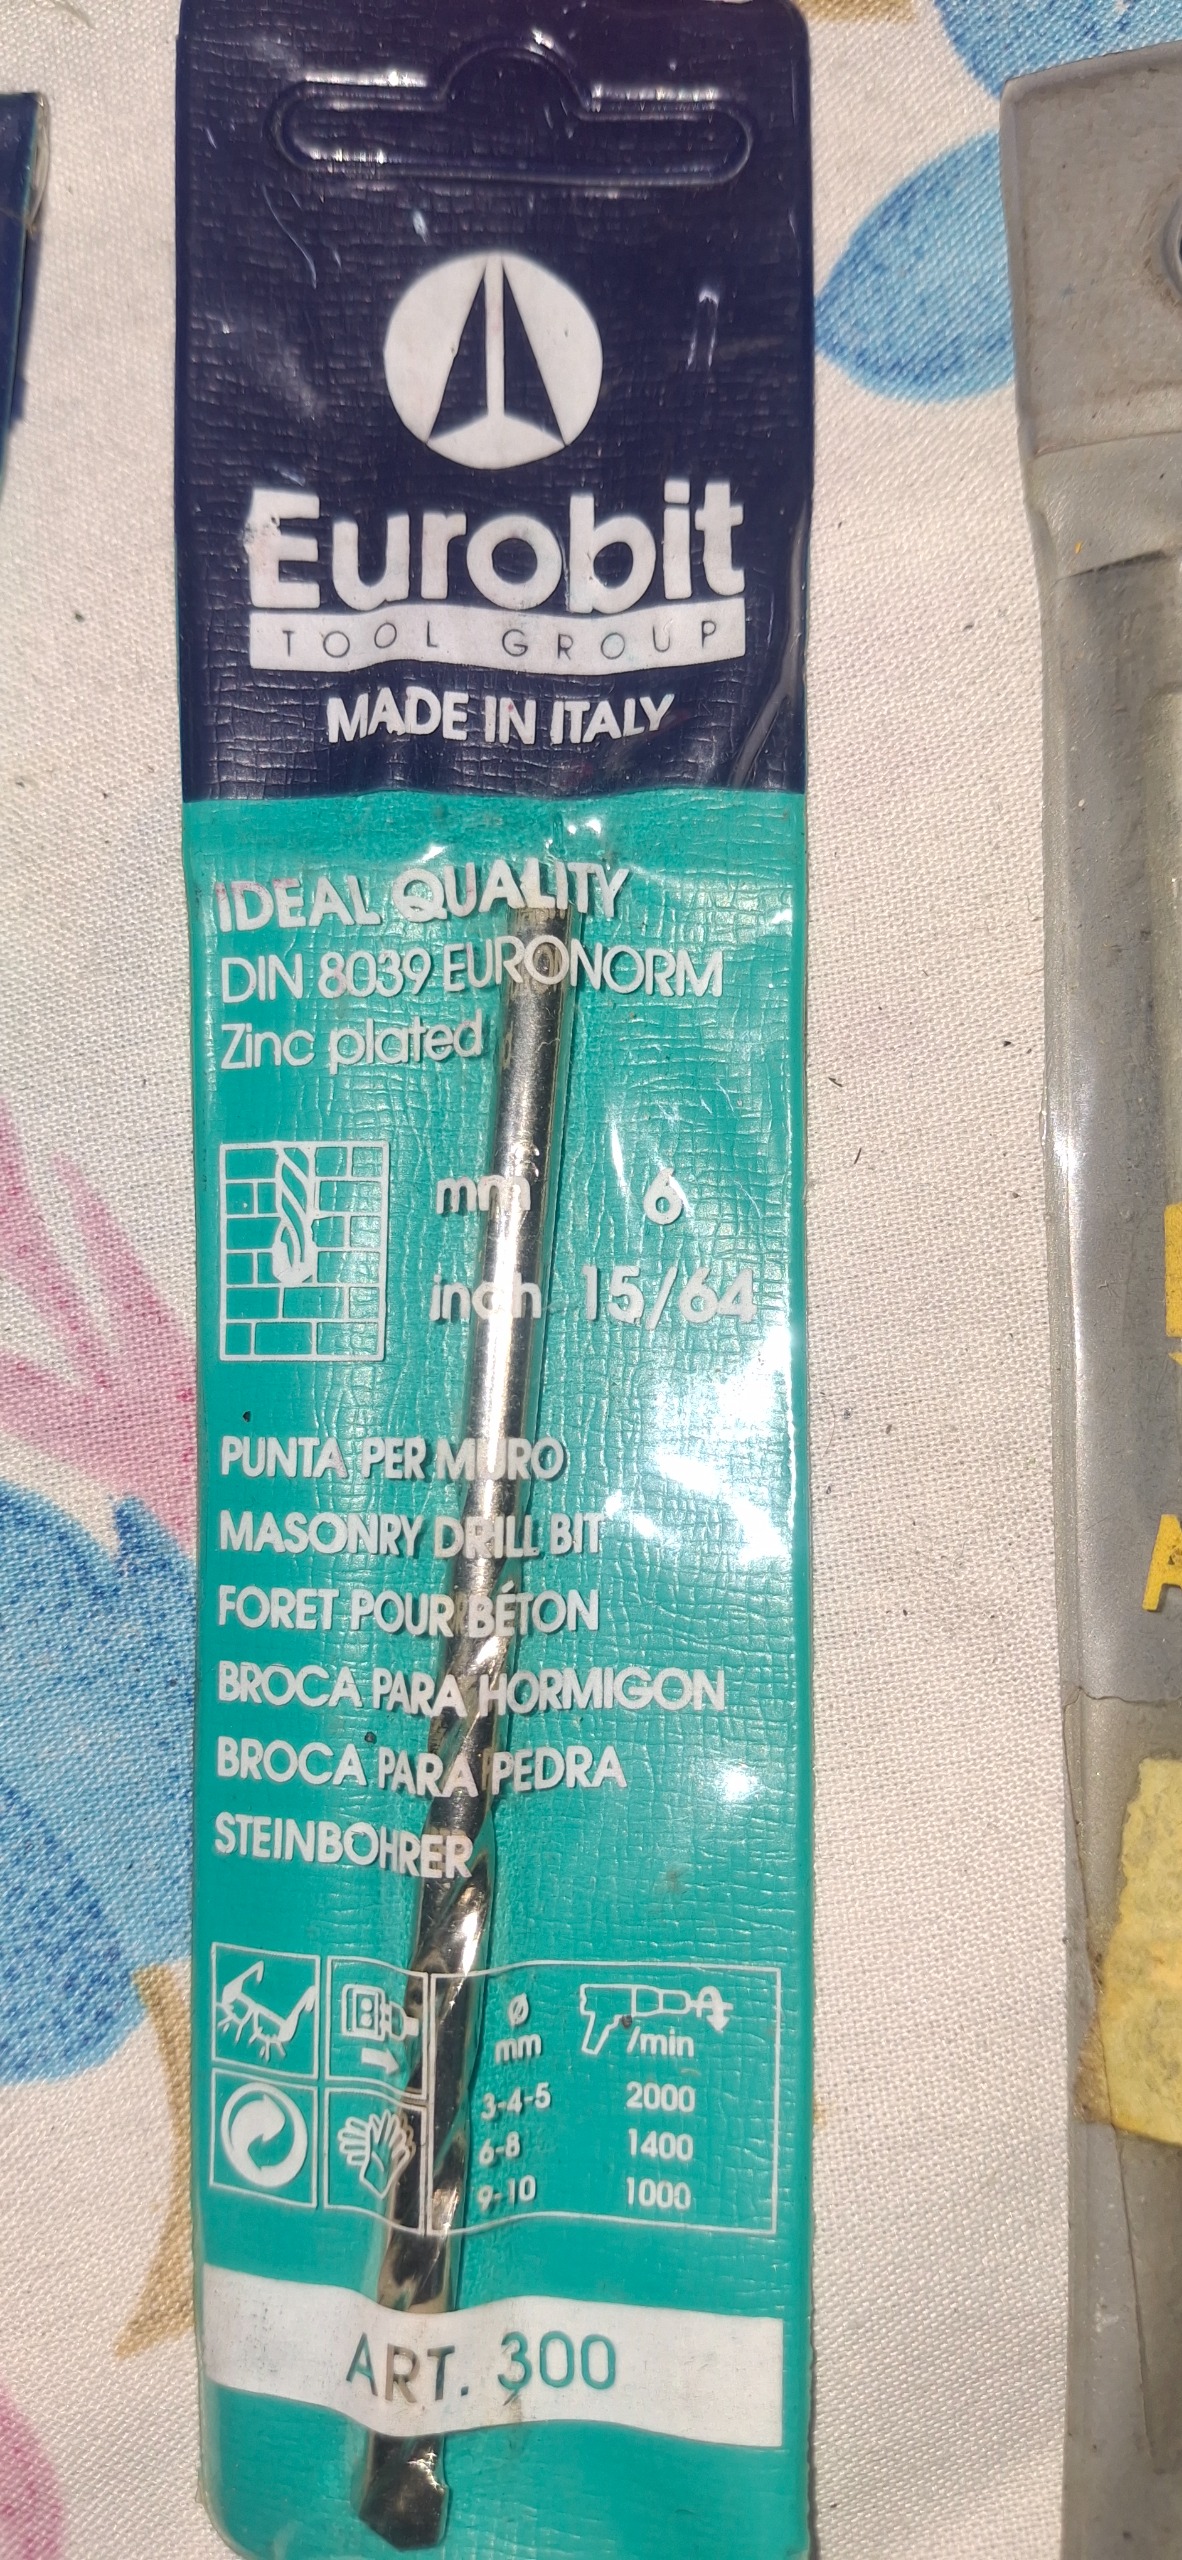 Eurobit
TOOL GROUP
MADE IN ITALY
IDEAL QUALITY
DIN 8039 EURONORM
Zinc plated
mm 6
inch 15/64
PUNTA PER MURO
MASONRY DRILL BIT
FORET POUR BÉTON
BROCA PARA HORMIGON
BROCA PARA PEDRA
STEINBOHRER
Ø
mm /min
3-4-5 2000
6-8 1400
9-10 1000
ART. 300